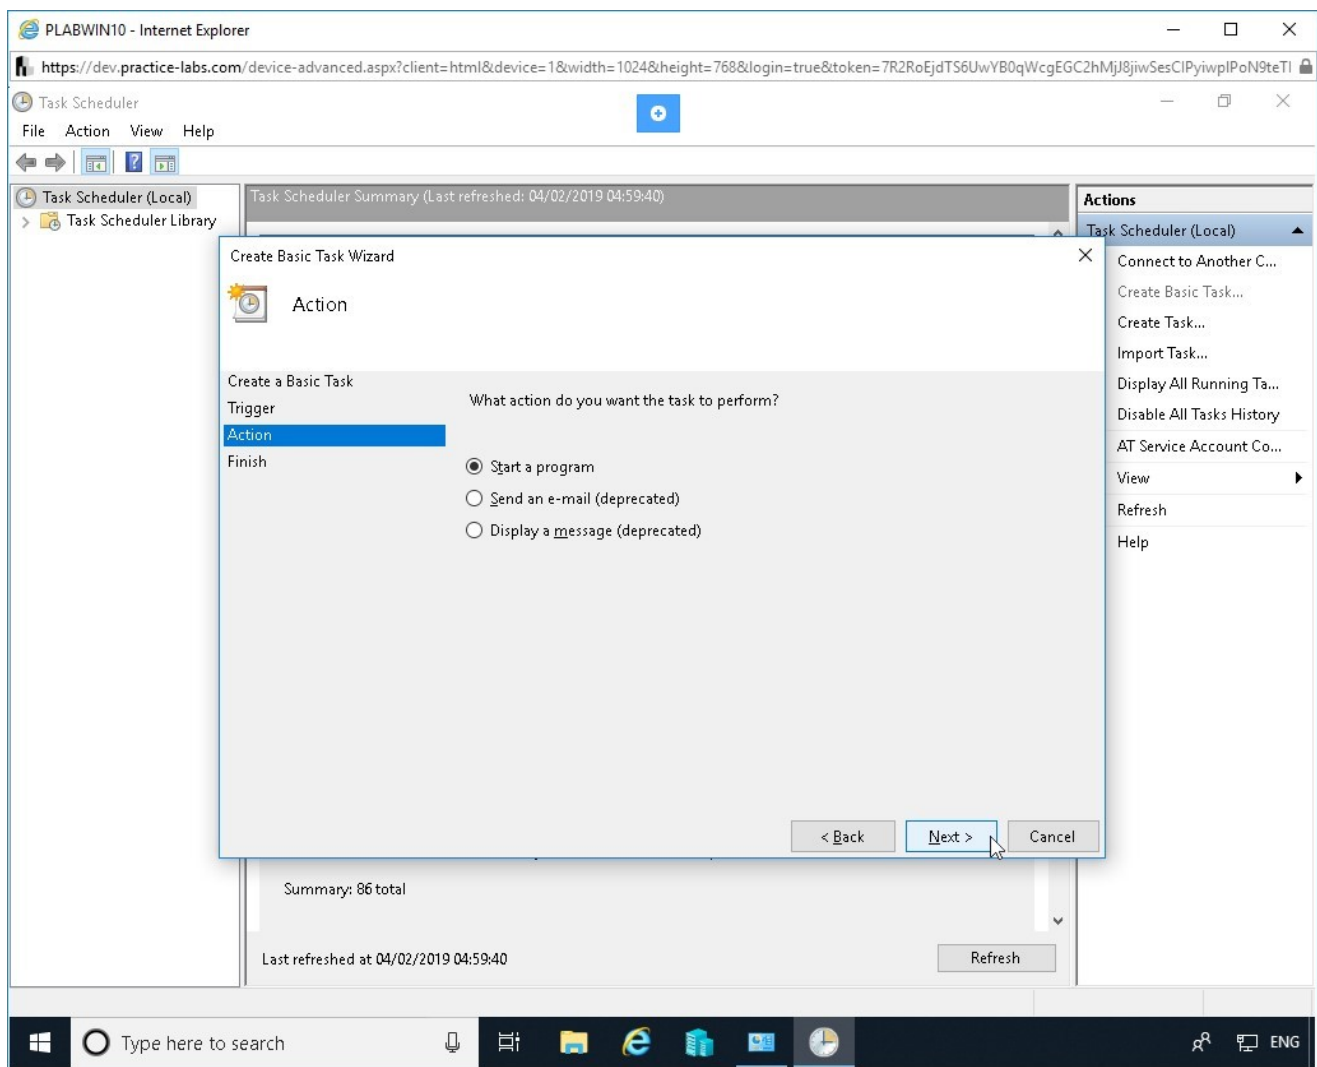 PLABWIN10 - Internet Explorer
https://dev.practice-labs.com/device-advanced.aspx?client=html&device=1&width=1024&height=768&login=true&token=7R2RoEjdTS6UwYB0qWcgEGC2hMjJ8jiwSesCIPyiwpIPoN9teTI
Task Scheduler
File Action View Help
Task Scheduler (Local)
Task Scheduler Library
Task Scheduler Summary (Last refreshed: 04/02/2019 04:59:40)
Create Basic Task Wizard
Action
Create a Basic Task
Trigger
Action
Finish
What action do you want the task to perform?
Start a program
Send an e-mail (deprecated)
Display a message (deprecated)
< Back Next > Cancel
Summary: 86 total
Last refreshed at 04/02/2019 04:59:40
Refresh
Actions
Task Scheduler (Local)
Connect to Another C...
Create Basic Task...
Create Task...
Import Task...
Display All Running Ta...
Disable All Tasks History
AT Service Account Co...
View
Refresh
Help
Type here to search
ENG